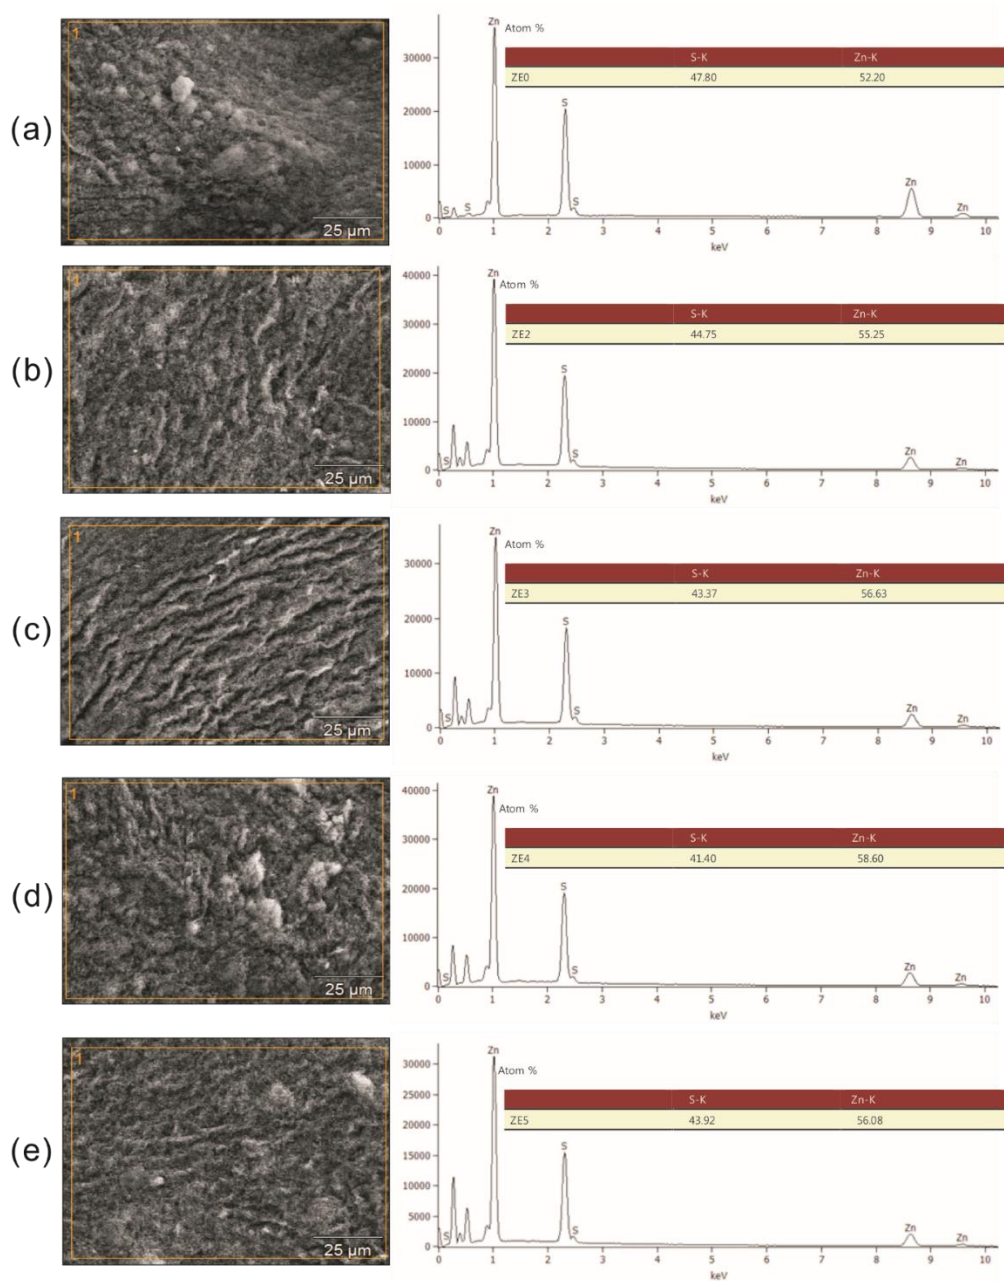 (a)
1
25 µm
Atom %
S-K Zn-K
ZE0 47.80 52.20
Zn
30000
20000
10000
0
S
S
S
S
Zn
Zn
0 1 2 3 4 5 6 7 8 9 10
keV
(b)
1
25 µm
Atom %
S-K Zn-K
ZE2 44.75 55.25
Zn
40000
30000
20000
10000
0
S
S
S
Zn
Zn
0 1 2 3 4 5 6 7 8 9 10
keV
(c)
1
25 µm
Atom %
S-K Zn-K
ZE3 43.37 56.63
Zn
30000
20000
10000
0
S
S
S
Zn
Zn
0 1 2 3 4 5 6 7 8 9 10
keV
(d)
1
25 µm
Atom %
S-K Zn-K
ZE4 41.40 58.60
Zn
40000
30000
20000
10000
0
S
S
S
Zn
Zn
0 1 2 3 4 5 6 7 8 9 10
keV
(e)
1
25 µm
Atom %
S-K Zn-K
ZE5 43.92 56.08
Zn
30000
25000
20000
15000
10000
5000
0
S
S
S
Zn
Zn
0 1 2 3 4 5 6 7 8 9 10
keV